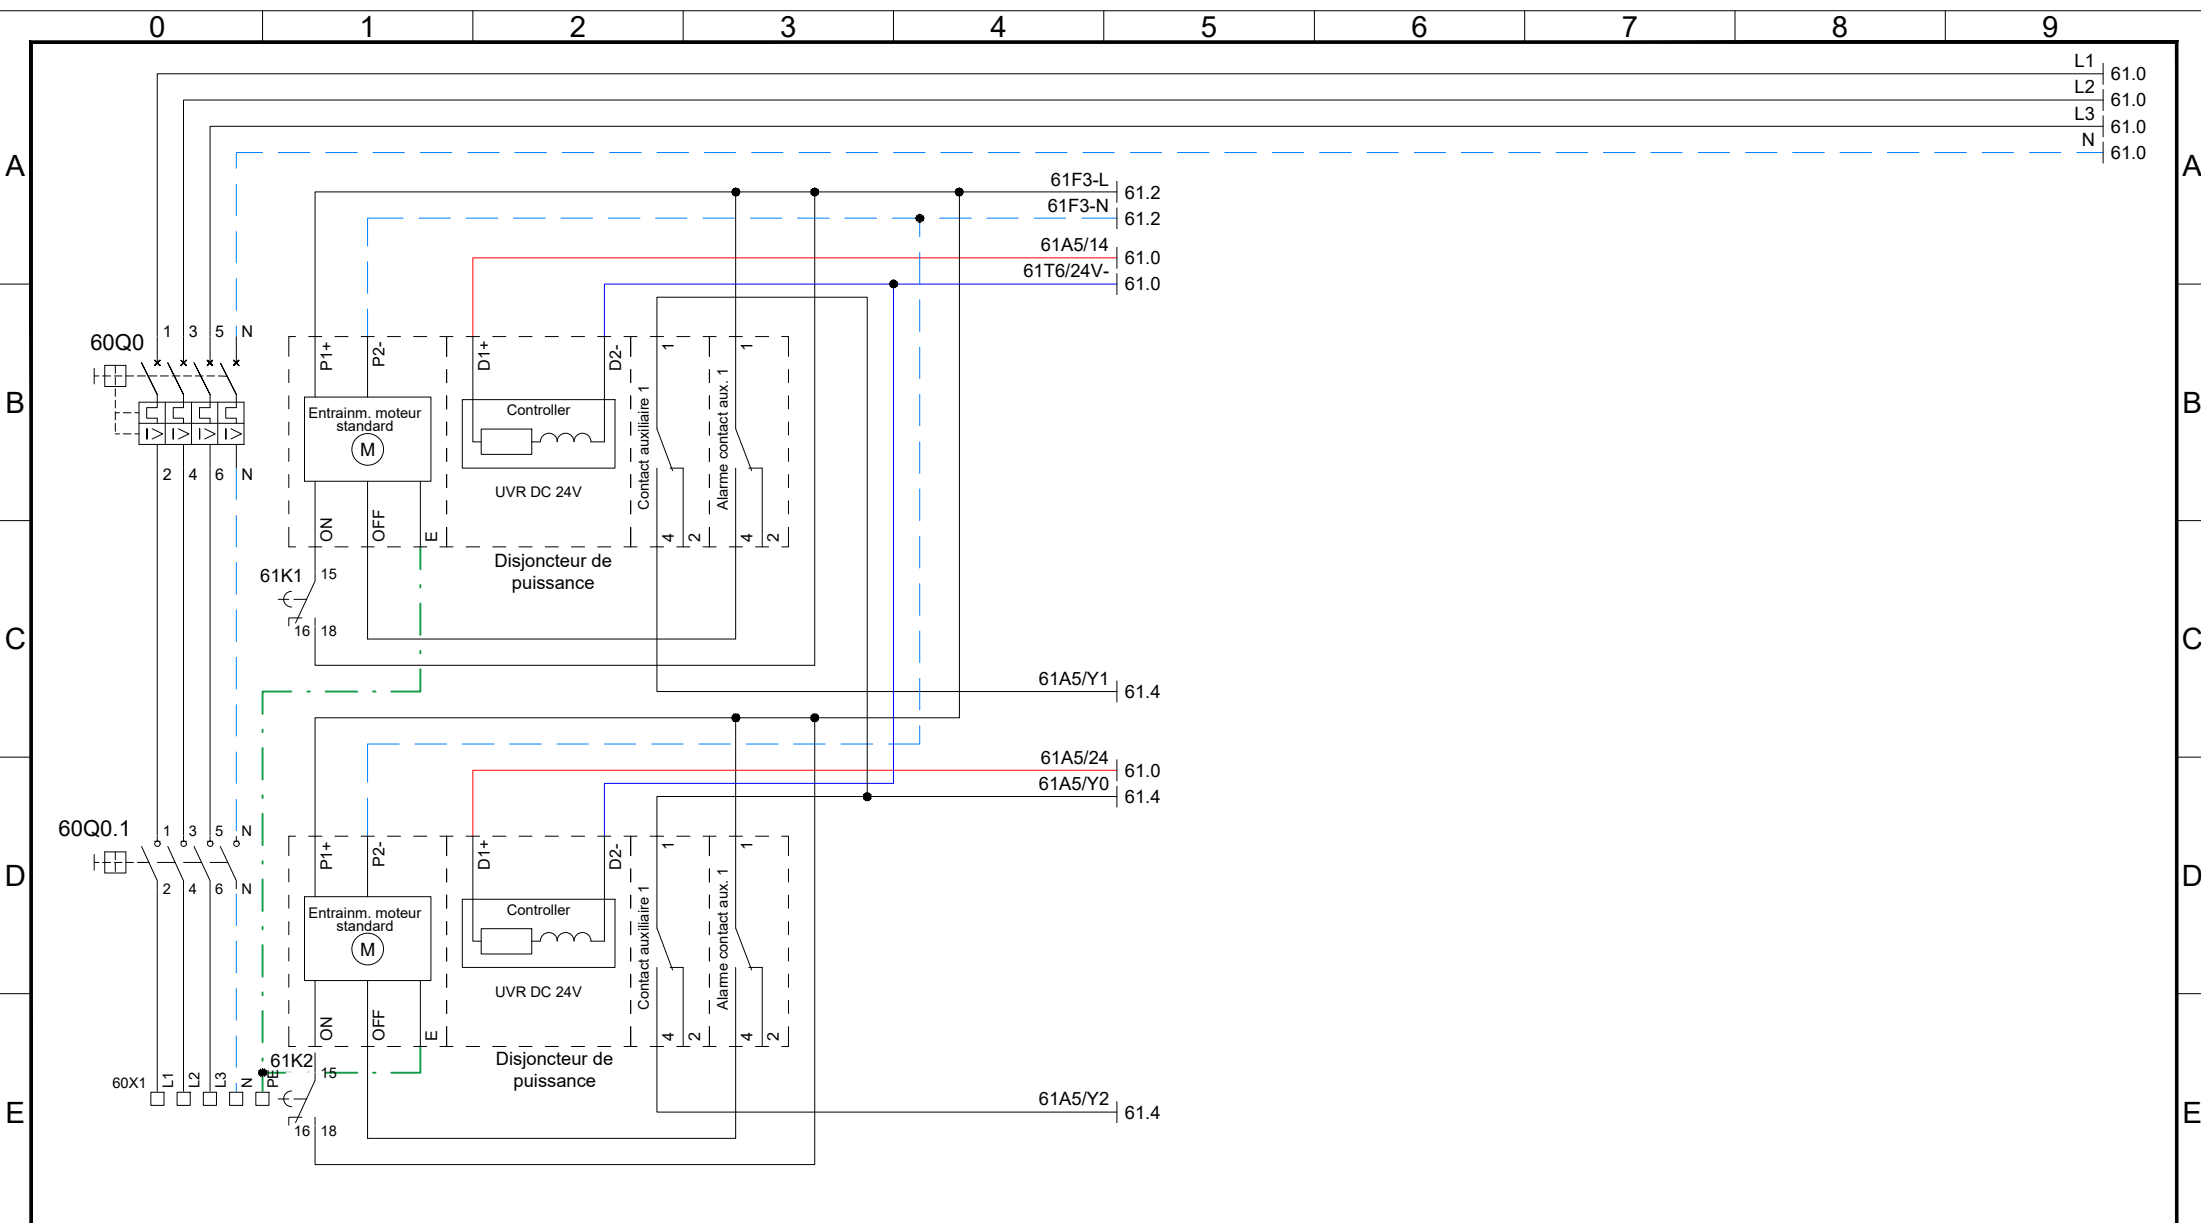 0 1 2 3 4 5 6 7 8 9
L1 61.0
L2 61.0
L3 61.0
N 61.0
A A
61F3-L 61.2
61F3-N 61.2
61A5/14 61.0
61T6/24V- 61.0
1 3 5 N
60Q0
P1+ P2- D1+ D2- 1 1
B B
Entrainm. moteur
standard
M
Controller
UVR DC 24V
Contact auxiliaire 1
Alarme contact aux. 1
2 4 6 N
ON OFF E 4 2 4 2
Disjoncteur de
puissance
61K1 15
16 18
C C
61A5/Y1 61.4
61A5/24 61.0
61A5/Y0 61.4
60Q0.1 1 3 5 N
P1+ P2- D1+ D2- 1 1
D D
2 4 6 N
Entrainm. moteur
standard
M
Controller
UVR DC 24V
Contact auxiliaire 1
Alarme contact aux. 1
ON OFF E 4 2 4 2
Disjoncteur de
puissance
61K2 15
60X1 L1 L2 L3 N PE
16 18
E E
61A5/Y2 61.4